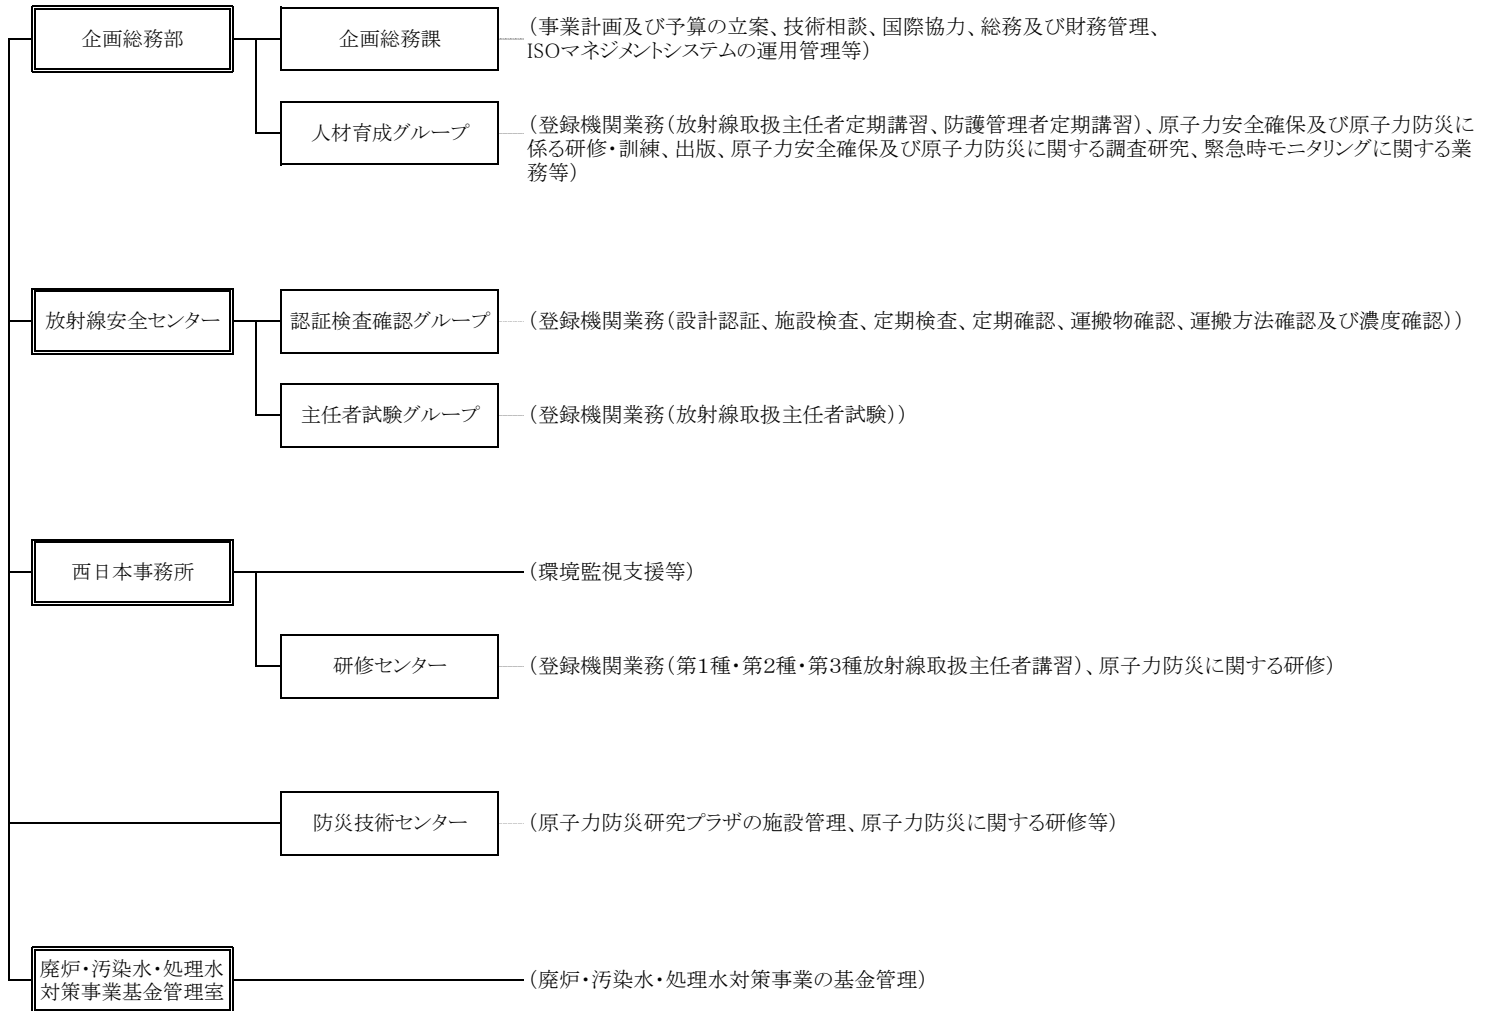 企画総務部
企画総務課
（事業計画及び予算の立案、技術相談、国際協力、総務及び財務管理、
ISOマネジメントシステムの運用管理等）
人材育成グループ
（登録機関業務（放射線取扱主任者定期講習、防護管理者定期講習）、原子力安全確保及び原子力防災に
係る研修・訓練、出版、原子力安全確保及び原子力防災に関する調査研究、緊急時モニタリングに関する業
務等）
放射線安全センター
認証検査確認グループ
（登録機関業務（設計認証、施設検査、定期検査、定期確認、運搬物確認、運搬方法確認及び濃度確認））
主任者試験グループ
（登録機関業務（放射線取扱主任者試験））
西日本事務所
（環境監視支援等）
研修センター
（登録機関業務（第1種・第2種・第3種放射線取扱主任者講習）、原子力防災に関する研修）
防災技術センター
（原子力防災研究プラザの施設管理、原子力防災に関する研修等）
廃炉・汚染水・処理水
対策事業基金管理室
（廃炉・汚染水・処理水対策事業の基金管理）